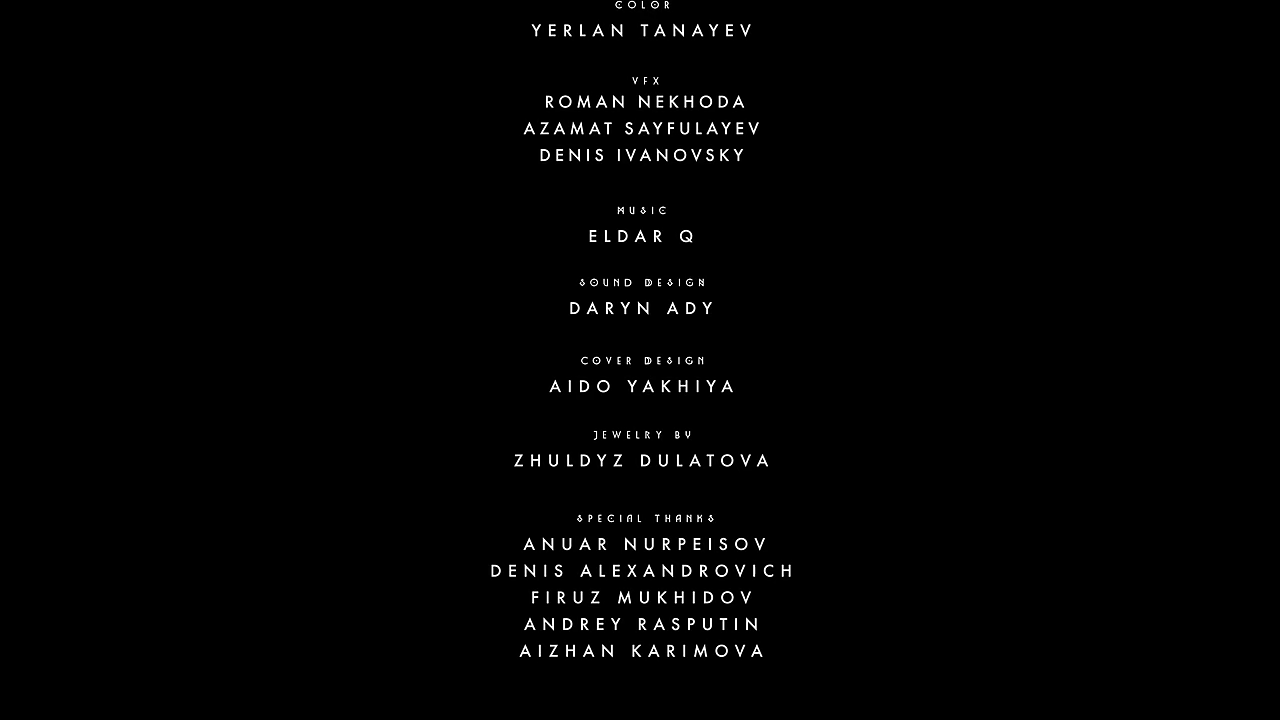 COLOR
YERLAN TANAYEV
VFX
ROMAN NEKHODA
AZAMAT SAYFULAYEV
DENIS IVANOVSKY
MUSIC
ELDAR Q
SOUND DESIGN
DARYN ADY
COVER DESIGN
AIDO YAKHIYA
JEWELRY BY
ZHULDYZ DULATOVA
SPECIAL THANKS
ANUAR NURPEISOV
DENIS ALEXANDROVICH
FIRUZ MUKHIDOV
ANDREY RASPUTIN
AIZHAN KARIMOVA